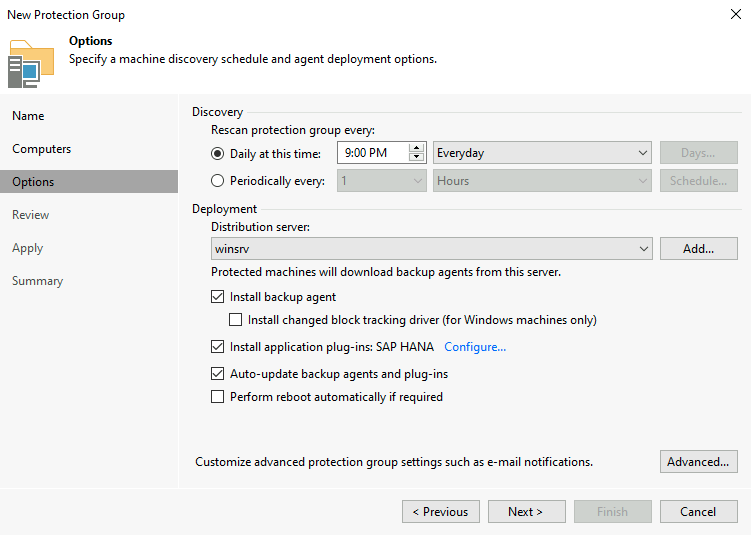 New Protection Group
Options
Specify a machine discovery schedule and agent deployment options.
Name
Computers
Options
Review
Apply
Summary
Discovery
Rescan protection group every:
Daily at this time: 9:00 PM Everyday Days...
Periodically every: 1 Hours Schedule...
Deployment
Distribution server:
winsrv Add...
Protected machines will download backup agents from this server.
Install backup agent
Install changed block tracking driver (for Windows machines only)
Install application plug-ins: SAP HANA Configure...
Auto-update backup agents and plug-ins
Perform reboot automatically if required
Customize advanced protection group settings such as e-mail notifications. Advanced...
< Previous Next > Finish Cancel